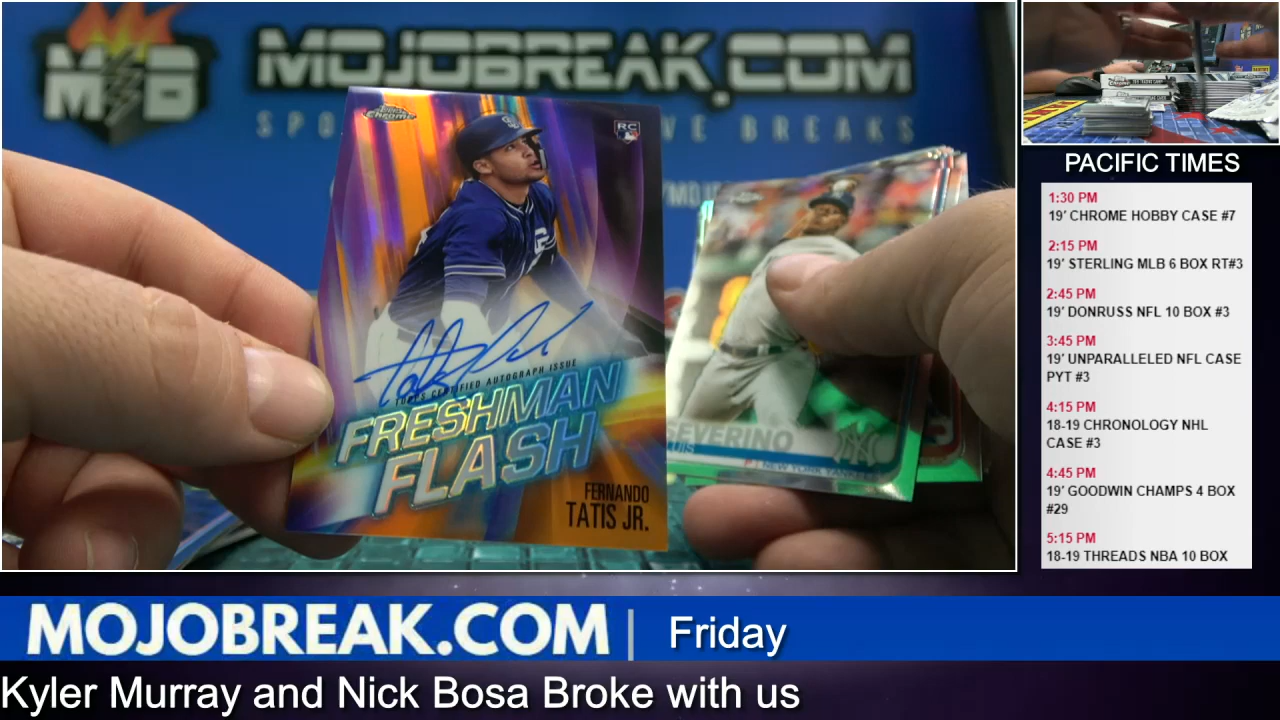 MB
MOJOBREAK.COM
Topps Chrome
RC
TOPPS CERTIFIED AUTOGRAPH ISSUE
FRESHMAN
FLASH
FERNANDO
TATIS JR.
SEVERINO
LUIS
NEW YORK YANKEES
PACIFIC TIMES
1:30 PM
19' CHROME HOBBY CASE #7
2:15 PM
19' STERLING MLB 6 BOX RT#3
2:45 PM
19' DONRUSS NFL 10 BOX #3
3:45 PM
19' UNPARALLELED NFL CASE
PYT #3
4:15 PM
18-19 CHRONOLOGY NHL
CASE #3
4:45 PM
19' GOODWIN CHAMPS 4 BOX
#29
5:15 PM
18-19 THREADS NBA 10 BOX
MOJOBREAK.COM | Friday
Kyler Murray and Nick Bosa Broke with us